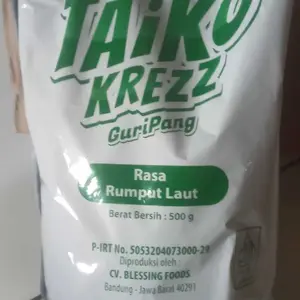 TAiKO
KREZZ
GuriPang
Rasa
Rumput Laut
Berat Bersih : 500 g
P-IRT No. 5053204073000-29
Diproduksi oleh :
CV. BLESSING FOODS
Bandung - Jawa Barat 40291